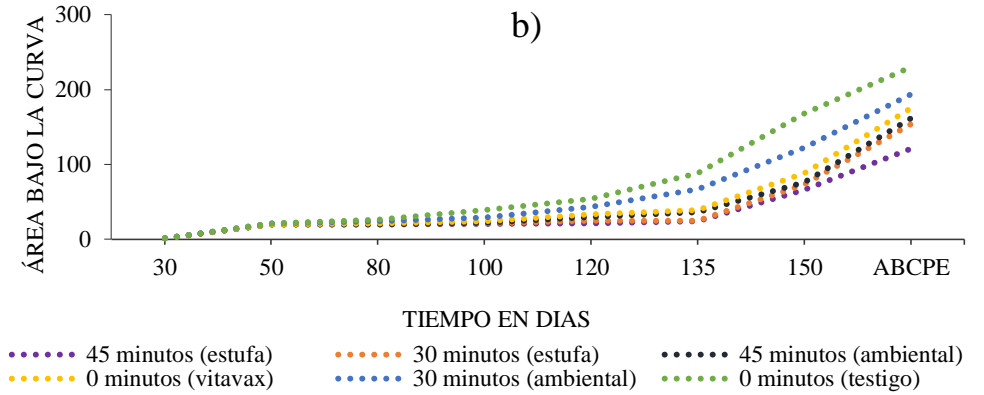 b)
ÁREA BAJO LA CURVA
300
200
100
0
30 50 80 100 120 135 150 ABCPE
TIEMPO EN DIAS
45 minutos (estufa) 30 minutos (estufa) 45 minutos (ambiental)
0 minutos (vitavax) 30 minutos (ambiental) 0 minutos (testigo)